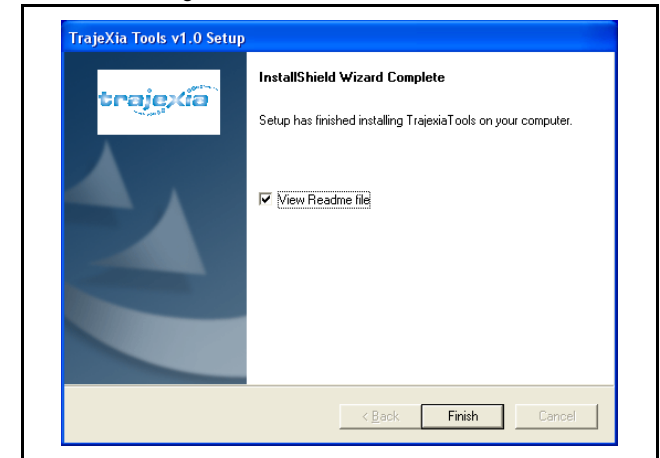 TrajeXia Tools v1.0 Setup
trajexia
InstallShield Wizard Complete
Setup has finished installing TrajexiaTools on your computer.
View Readme file
< Back
Finish
Cancel